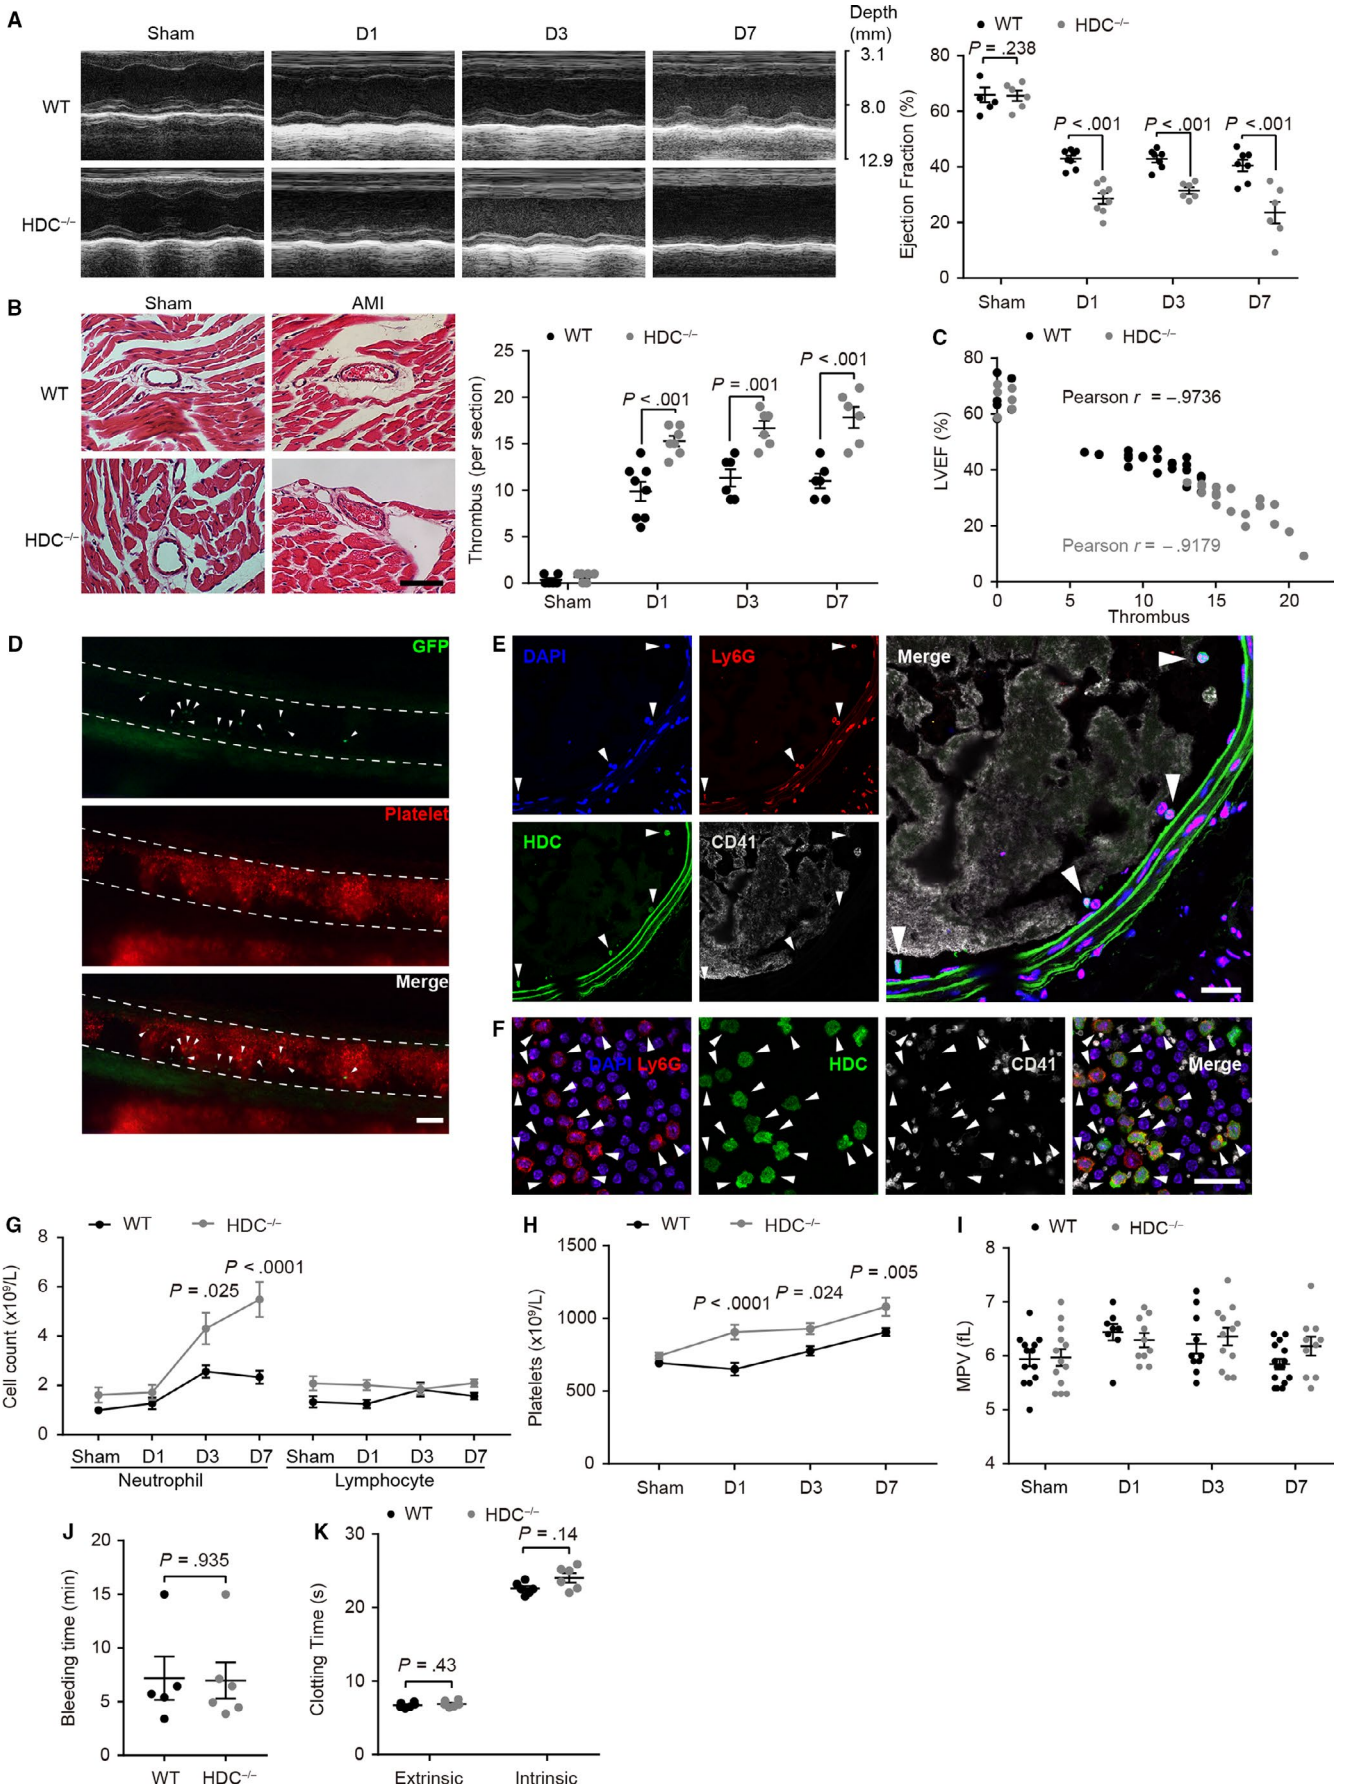 A
Sham
D1
D3
D7
Depth
(mm)
WT
HDC⁻/⁻
3.1
8.0
12.9
WT
HDC⁻/⁻
P = .238
P < .001
P < .001
P < .001
Ejection Fraction (%)
80
60
40
20
0
Sham
D1
D3
D7
B
Sham
AMI
WT
HDC⁻/⁻
WT
HDC⁻/⁻
Thrombus (per section)
25
20
15
10
5
0
P < .001
P = .001
P < .001
Sham
D1
D3
D7
C
WT
HDC⁻/⁻
LVEF (%)
80
60
40
20
0
Pearson r = −.9736
Pearson r = −.9179
0
5
10
15
20
Thrombus
D
GFP
Platelet
Merge
E
DAPI
Ly6G
Merge
HDC
CD41
F
DAPI Ly6G
HDC
CD41
Merge
G
WT
HDC⁻/⁻
Cell count (x10⁹/L)
8
6
4
2
0
P = .025
P < .0001
Sham
D1
D3
D7
Sham
D1
D3
D7
Neutrophil
Lymphocyte
H
WT
HDC⁻/⁻
Platelets (x10⁹/L)
1500
1000
500
0
P < .0001
P = .024
P = .005
Sham
D1
D3
D7
I
WT
HDC⁻/⁻
MPV (fL)
8
7
6
5
4
Sham
D1
D3
D7
J
Bleeding time (min)
20
15
10
5
0
P = .935
WT
HDC⁻/⁻
K
WT
HDC⁻/⁻
Clotting Time (s)
30
20
10
0
P = .43
P = .14
Extrinsic
Intrinsic